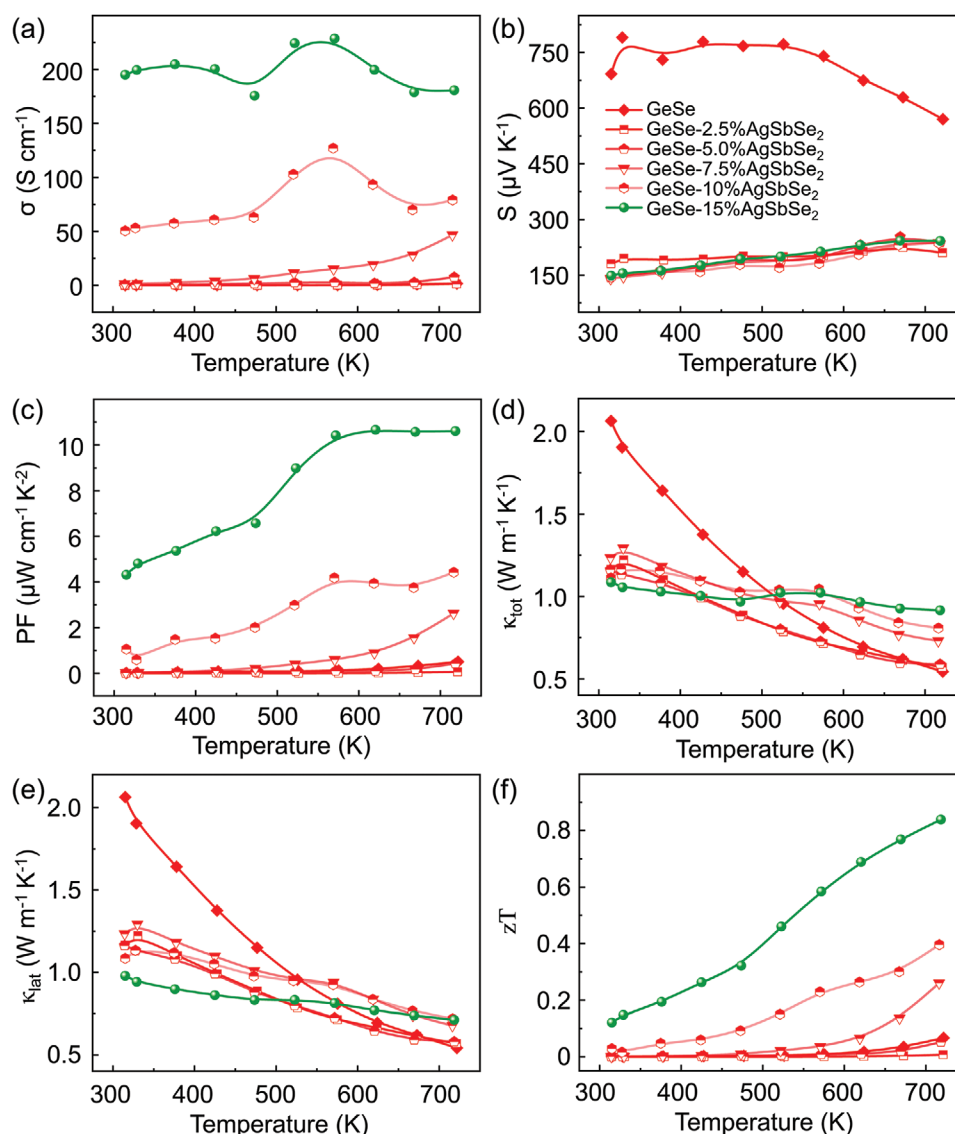 (a)
200
150
100
50
0
σ (S cm⁻¹)
300 400 500 600 700
Temperature (K)
(b)
750
600
450
300
150
S (μV K⁻¹)
GeSe
GeSe-2.5%AgSbSe₂
GeSe-5.0%AgSbSe₂
GeSe-7.5%AgSbSe₂
GeSe-10%AgSbSe₂
GeSe-15%AgSbSe₂
300 400 500 600 700
Temperature (K)
(c)
10
8
6
4
2
0
PF (μW cm⁻¹ K⁻²)
300 400 500 600 700
Temperature (K)
(d)
2.0
1.5
1.0
0.5
κtot (W m⁻¹ K⁻¹)
300 400 500 600 700
Temperature (K)
(e)
2.0
1.5
1.0
0.5
κlat (W m⁻¹ K⁻¹)
300 400 500 600 700
Temperature (K)
(f)
0.8
0.6
0.4
0.2
0
zT
300 400 500 600 700
Temperature (K)